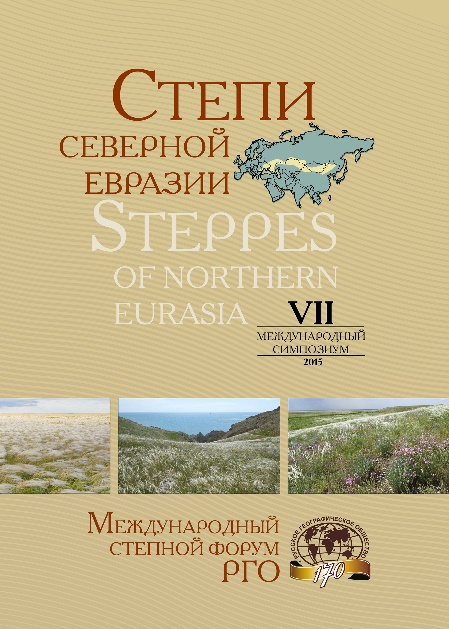 Степи
северной
евразии
Steppes
of northern
eurasia
VII
международный
симпозиум
2015
Международный
степной форум
РГО
РУССКОЕ ГЕОГРАФИЧЕСКОЕ ОБЩЕСТВО
170